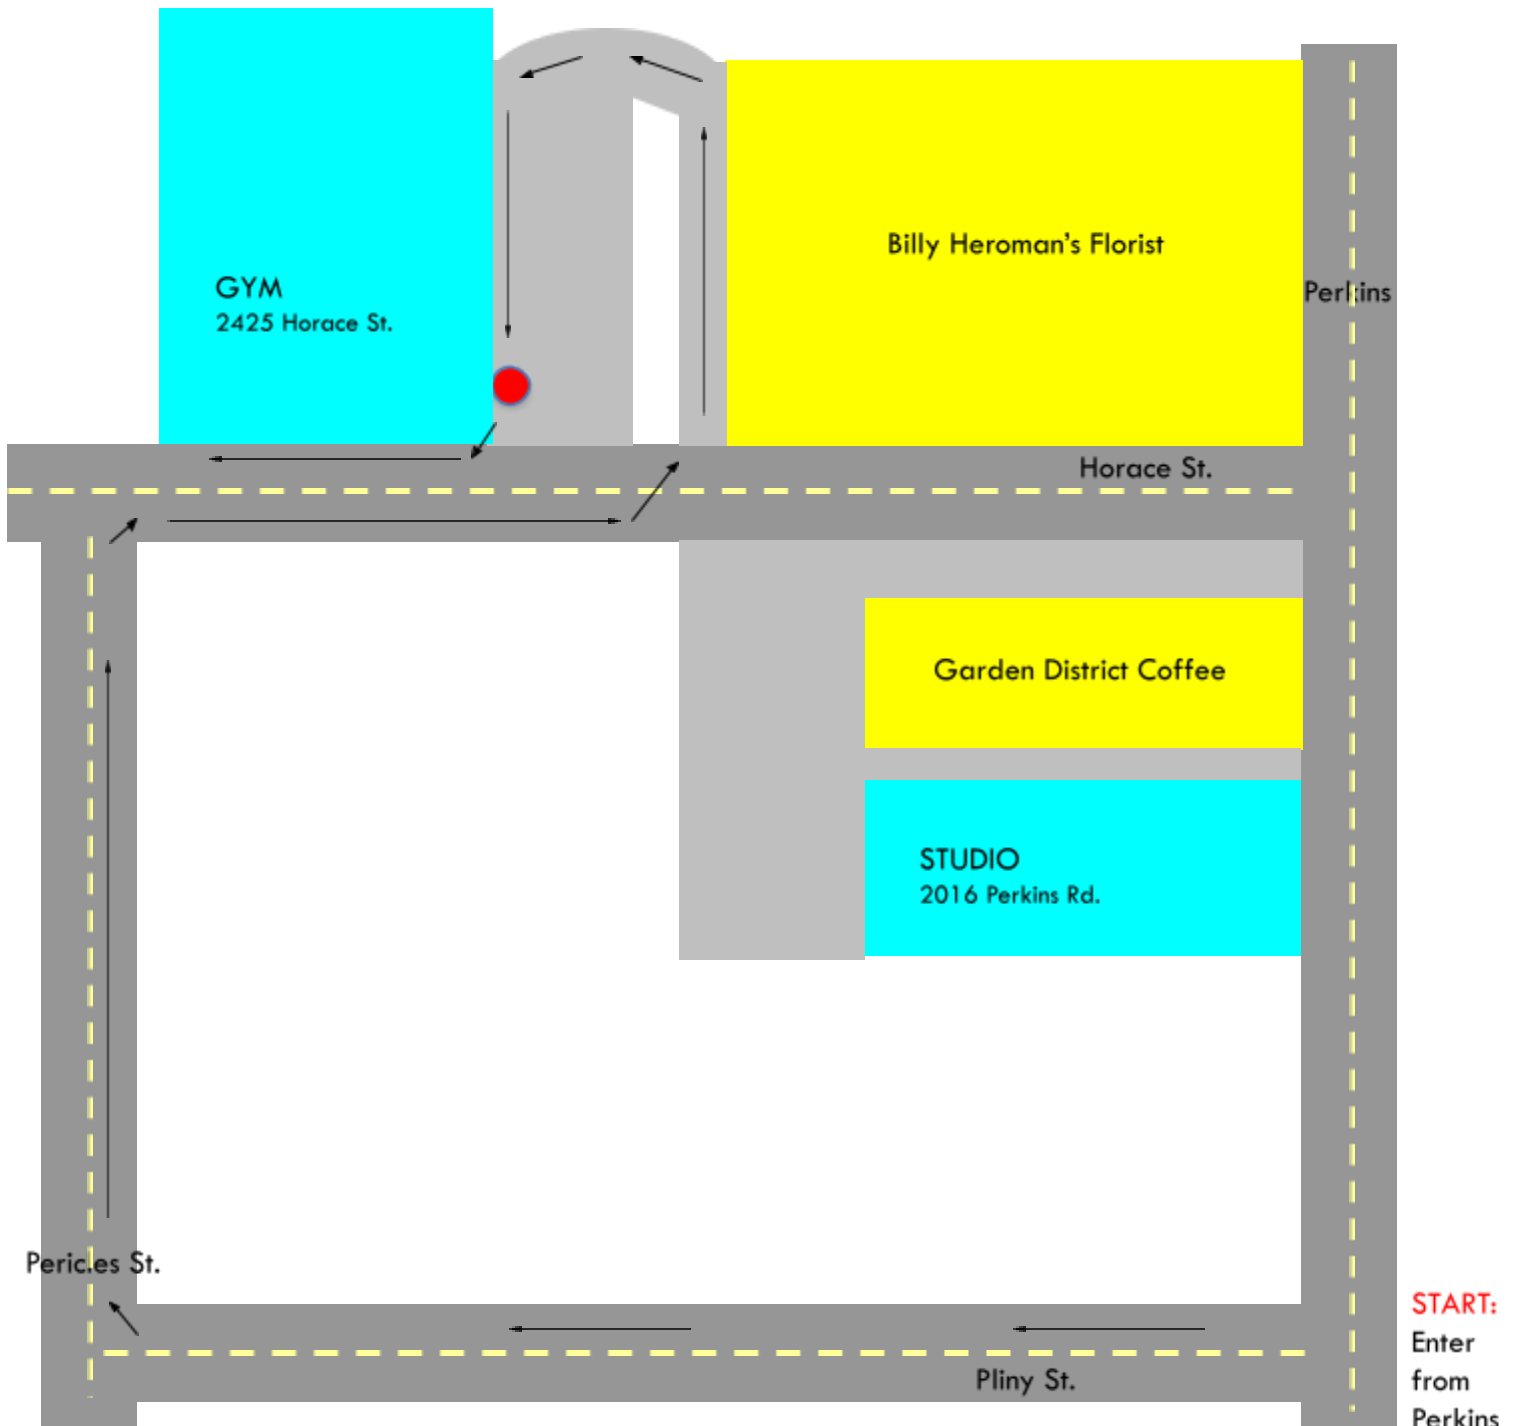 Billy Heroman's Florist
GYM
2425 Horace St.
Perkins
Horace St.
Garden District Coffee
STUDIO
2016 Perkins Rd.
Pericles St.
START:
Enter
from
Perkins
Pliny St.